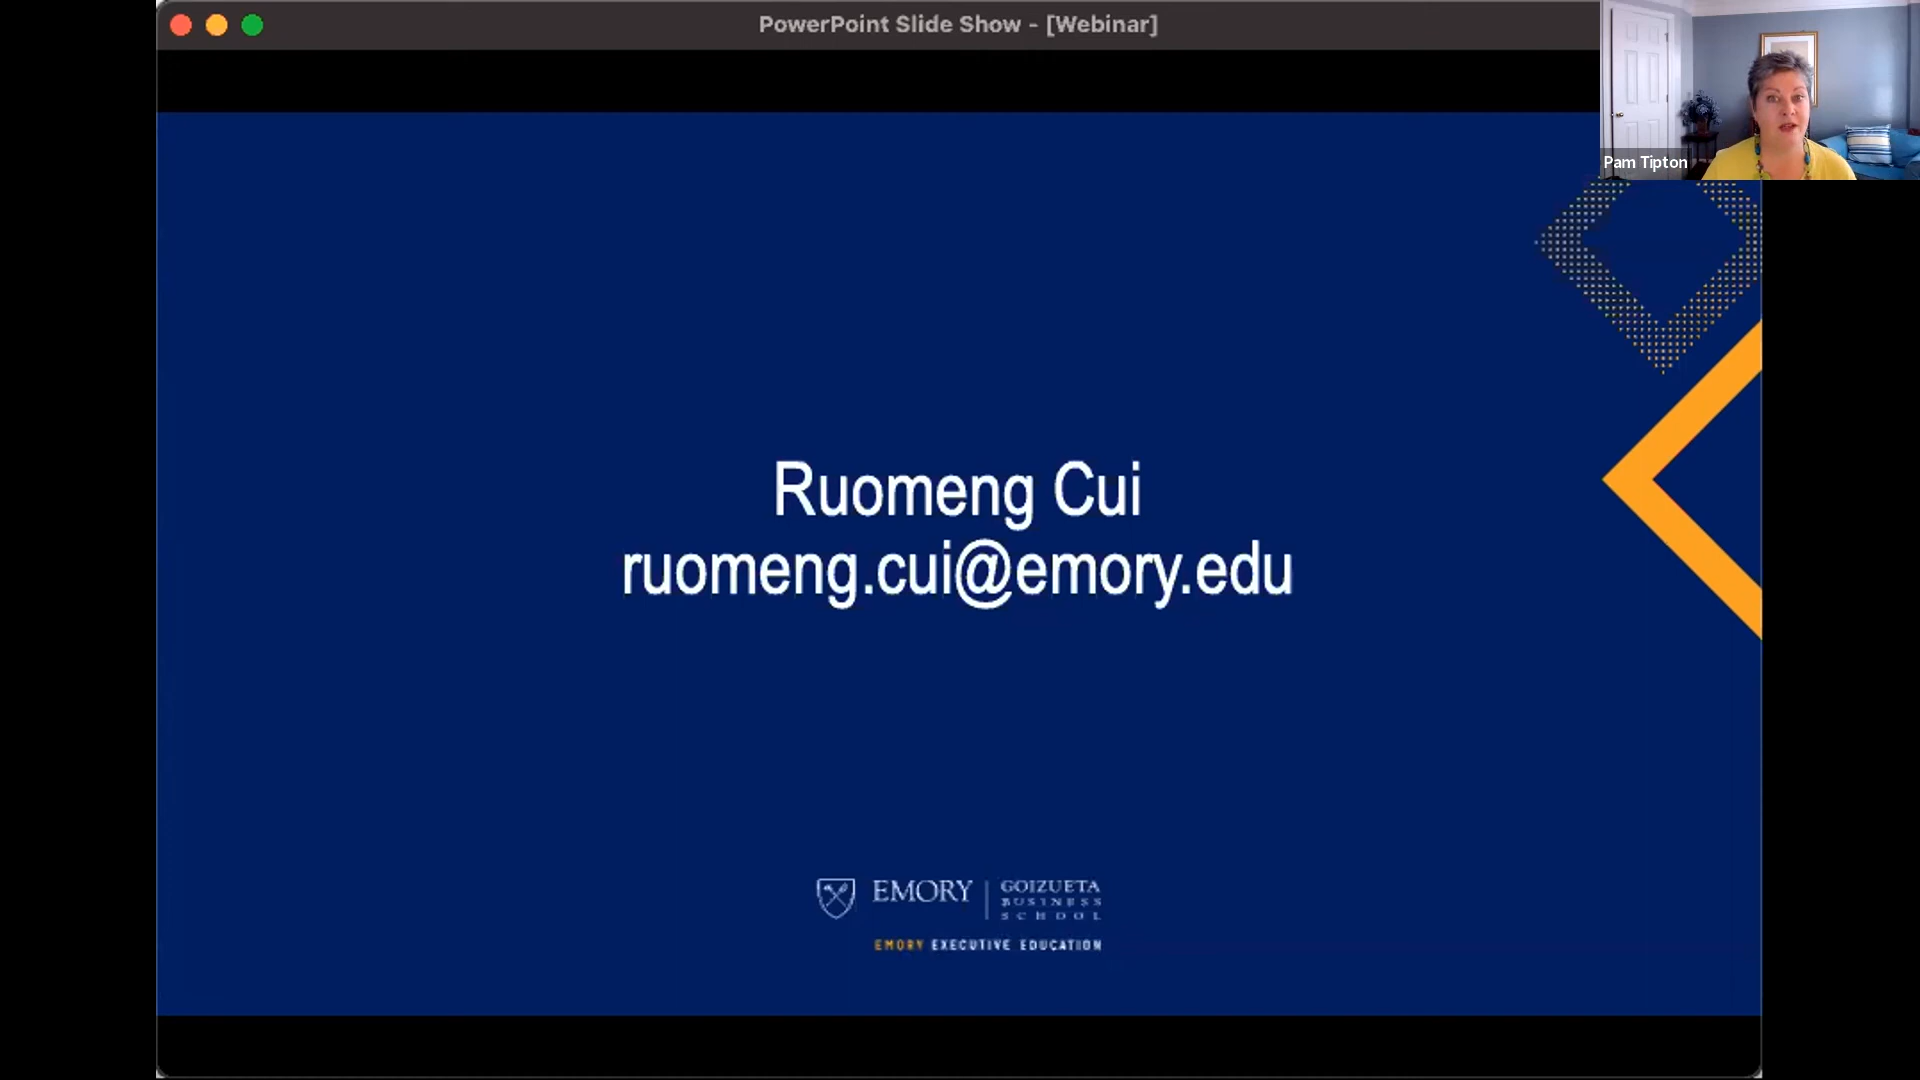 PowerPoint Slide Show - [Webinar]
Pam Tipton
Ruomeng Cui
ruomeng.cui@emory.edu
EMORY
GOIZUETA
BUSINESS
SCHOOL
EMORY EXECUTIVE EDUCATION